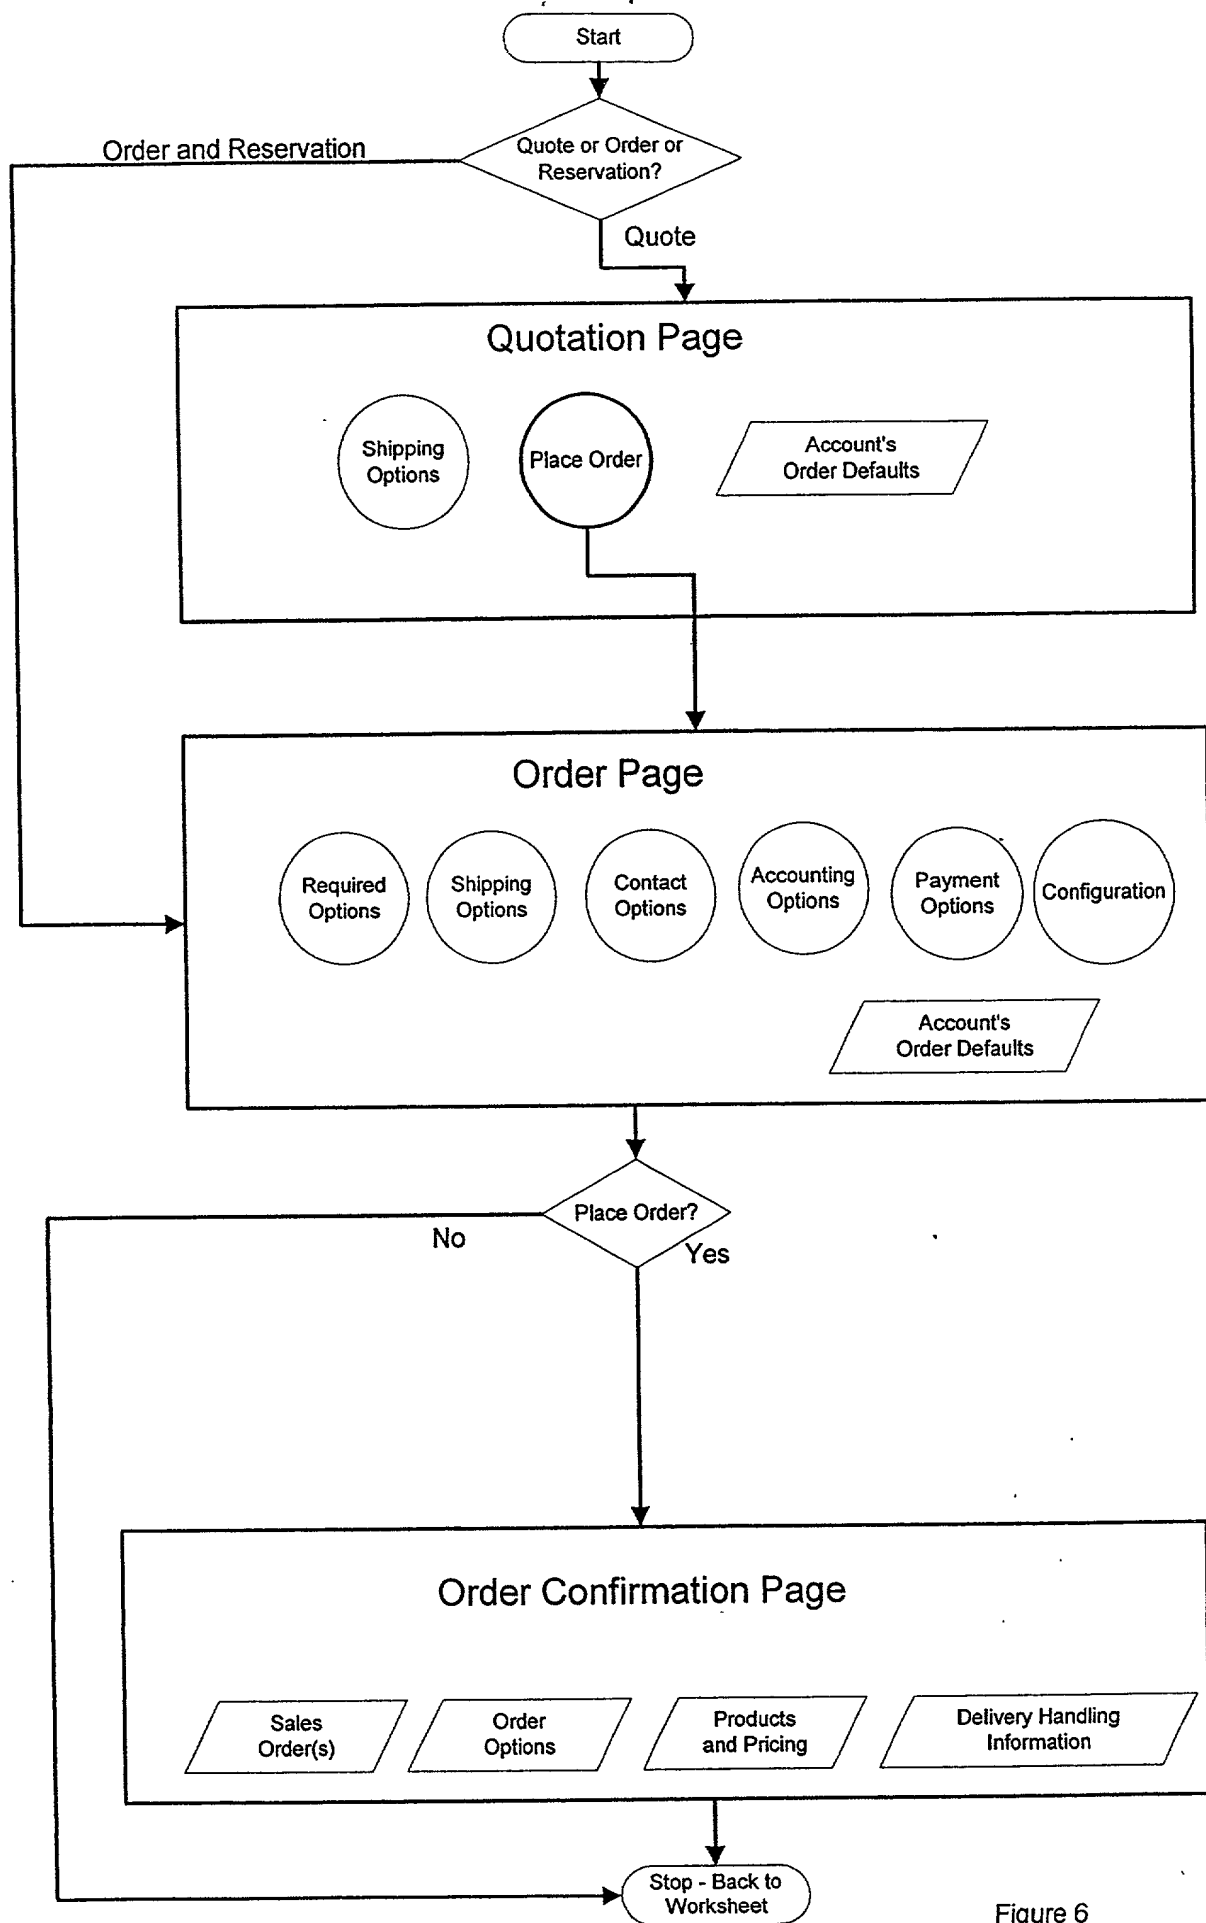 Start
Quote or Order or
Reservation?
Order and Reservation
Quote
Quotation Page
Shipping
Options
Place Order
Account's
Order Defaults
Order Page
Required
Options
Shipping
Options
Contact
Options
Accounting
Options
Payment
Options
Configuration
Account's
Order Defaults
Place Order?
No
Yes
Order Confirmation Page
Sales
Order(s)
Order
Options
Products
and Pricing
Delivery Handling
Information
Stop - Back to
Worksheet
Figure 6